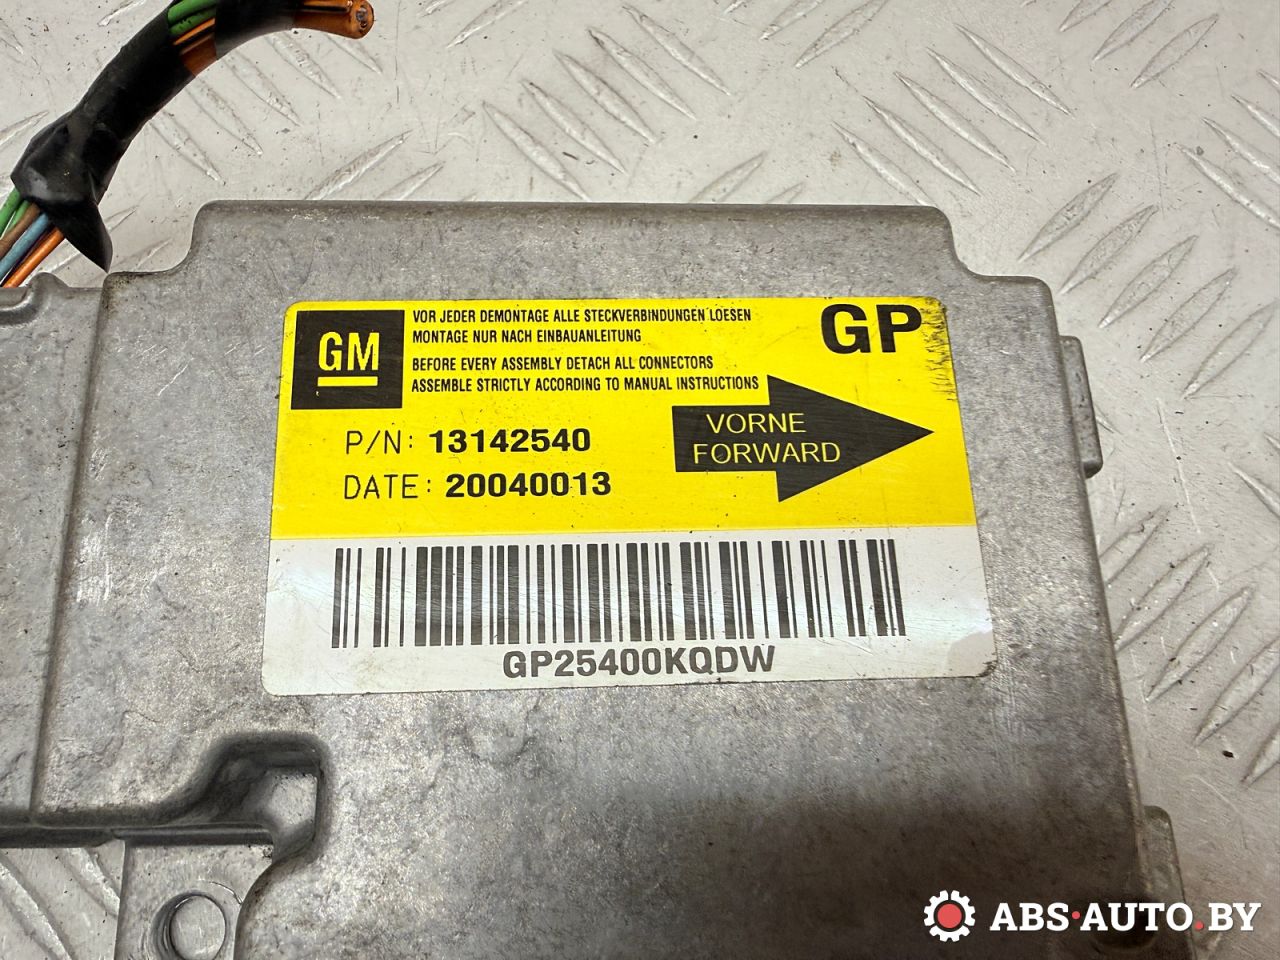 GM
VOR JEDER DEMONTAGE ALLE STECKVERBINDUNGEN LOESEN
MONTAGE NUR NACH EINBAUANLEITUNG
BEFORE EVERY ASSEMBLY DETACH ALL CONNECTORS
ASSEMBLE STRICTLY ACCORDING TO MANUAL INSTRUCTIONS
GP
P/N: 13142540
DATE: 20040013
VORNE
FORWARD
GP25400KQDW
ABS-AUTO.BY